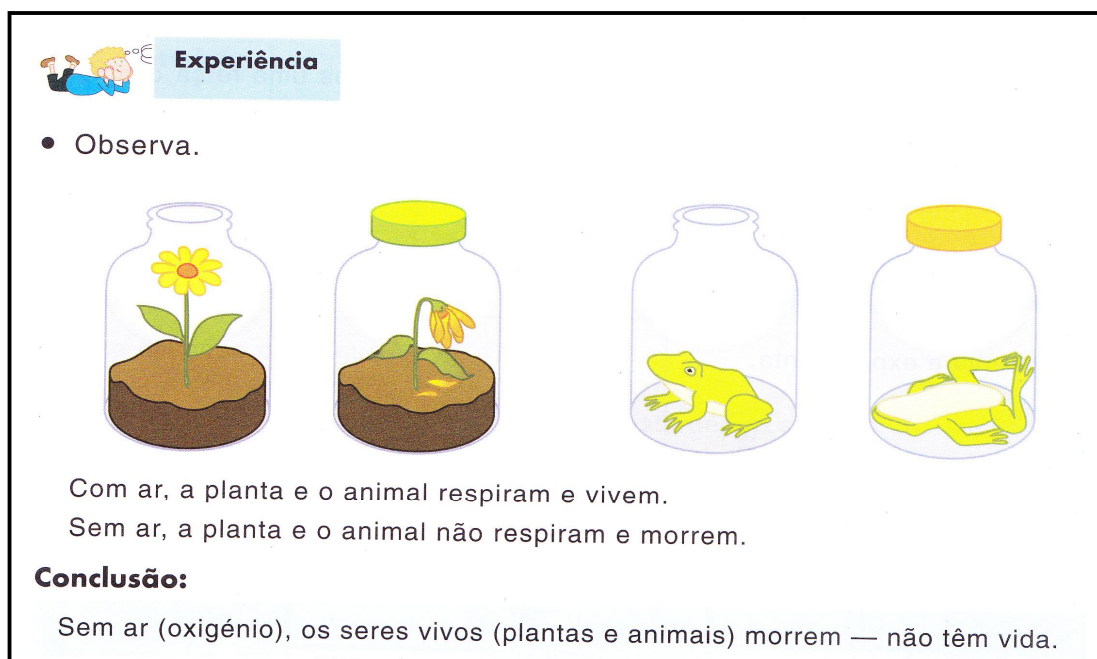 Experiência
• Observa.
Com ar, a planta e o animal respiram e vivem.
Sem ar, a planta e o animal não respiram e morrem.
Conclusão:
Sem ar (oxigénio), os seres vivos (plantas e animais) morrem — não têm vida.